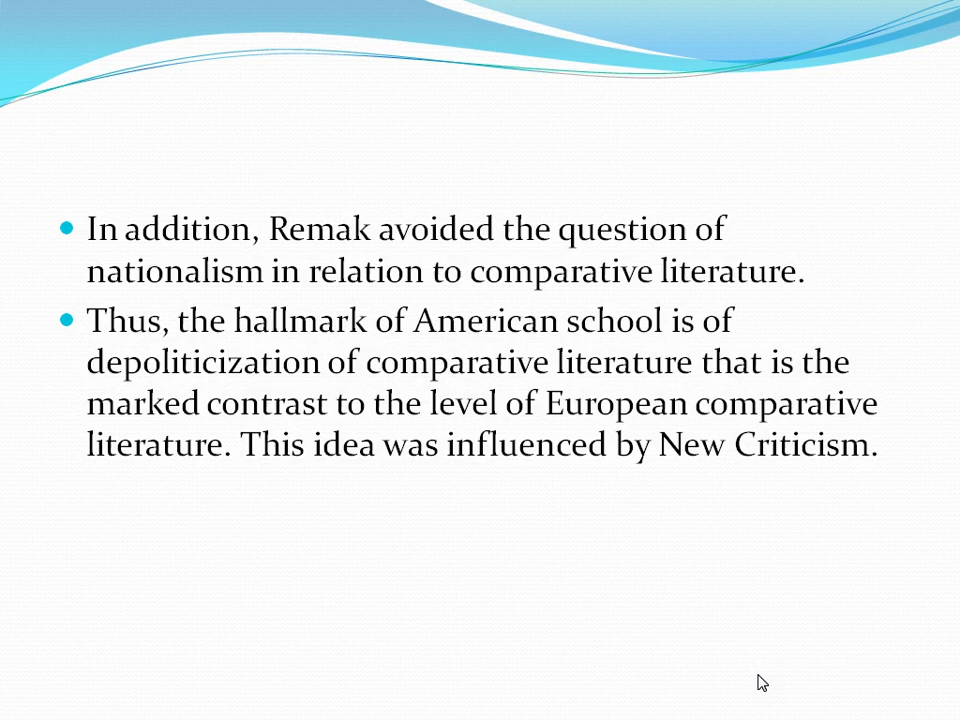 In addition, Remak avoided the question of
nationalism in relation to comparative literature.
Thus, the hallmark of American school is of
depoliticization of comparative literature that is the
marked contrast to the level of European comparative
literature. This idea was influenced by New Criticism.